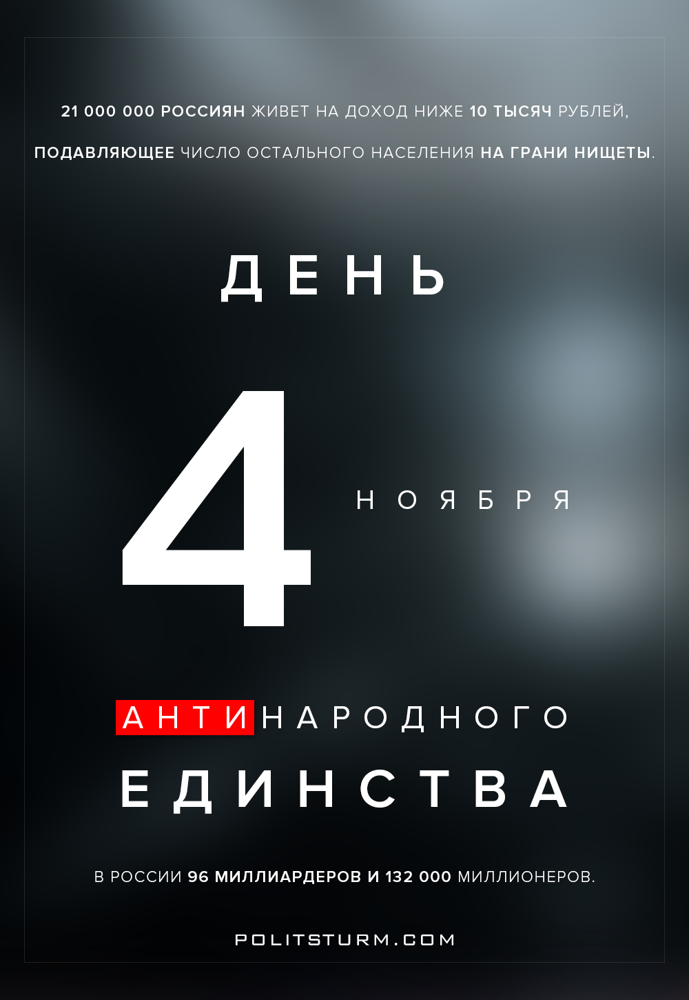 21 000 000 РОССИЯН ЖИВЕТ НА ДОХОД НИЖЕ 10 ТЫСЯЧ РУБЛЕЙ,
ПОДАВЛЯЮЩЕЕ ЧИСЛО ОСТАЛЬНОГО НАСЕЛЕНИЯ НА ГРАНИ НИЩЕТЫ.
ДЕНЬ
4 НОЯБРЯ
АНТИНАРОДНОГО
ЕДИНСТВА
В РОССИИ 96 МИЛЛИАРДЕРОВ И 132 000 МИЛЛИОНЕРОВ.
POLITSTURM.COM